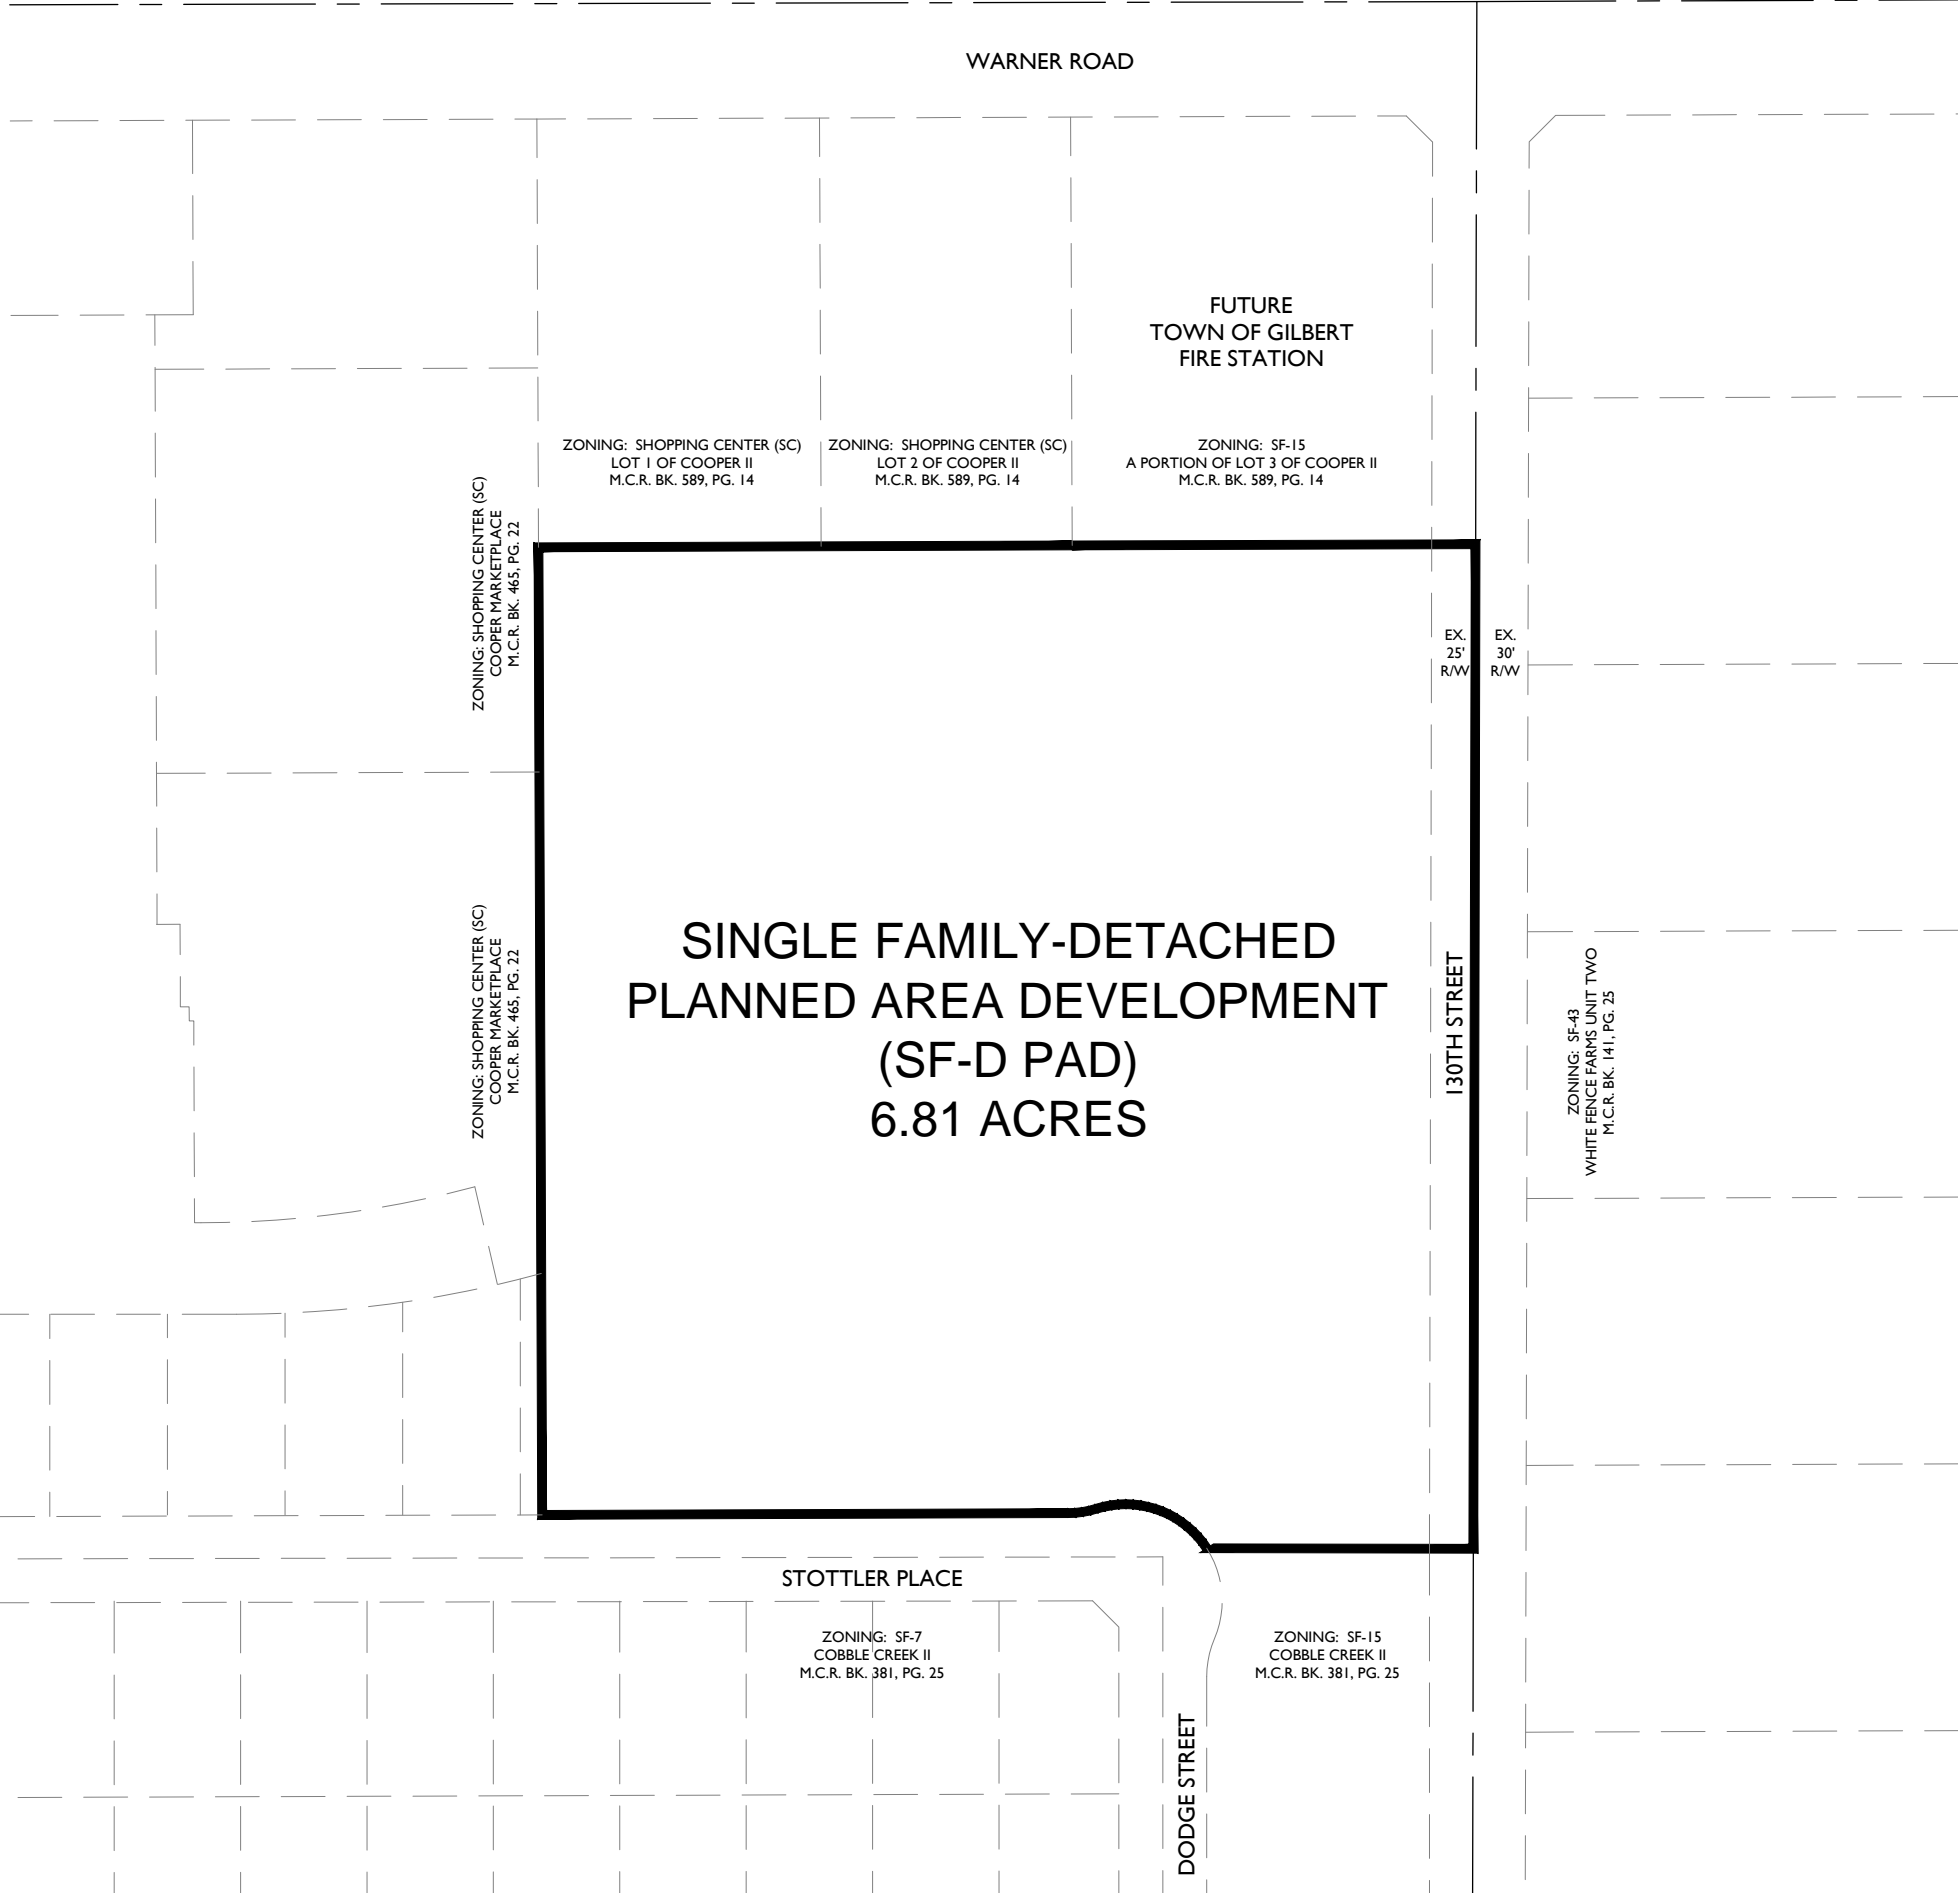 WARNER ROAD
FUTURE
TOWN OF GILBERT
FIRE STATION
ZONING: SHOPPING CENTER (SC)
LOT 1 OF COOPER II
M.C.R. BK. 589, PG. 14
ZONING: SHOPPING CENTER (SC)
LOT 2 OF COOPER II
M.C.R. BK. 589, PG. 14
ZONING: SF-15
A PORTION OF LOT 3 OF COOPER II
M.C.R. BK. 589, PG. 14
ZONING: SHOPPING CENTER (SC)
COOPER MARKETPLACE
M.C.R. BK. 465, PG. 22
EX.
25'
R/W
EX.
30'
R/W
ZONING: SHOPPING CENTER (SC)
COOPER MARKETPLACE
M.C.R. BK. 465, PG. 22
SINGLE FAMILY-DETACHED
PLANNED AREA DEVELOPMENT
(SF-D PAD)
6.81 ACRES
130TH STREET
ZONING: SF-43
WHITE FENCE FARMS UNIT TWO
M.C.R. BK. 141, PG. 25
STOTTLER PLACE
ZONING: SF-7
COBBLE CREEK II
M.C.R. BK. 381, PG. 25
ZONING: SF-15
COBBLE CREEK II
M.C.R. BK. 381, PG. 25
DODGE STREET